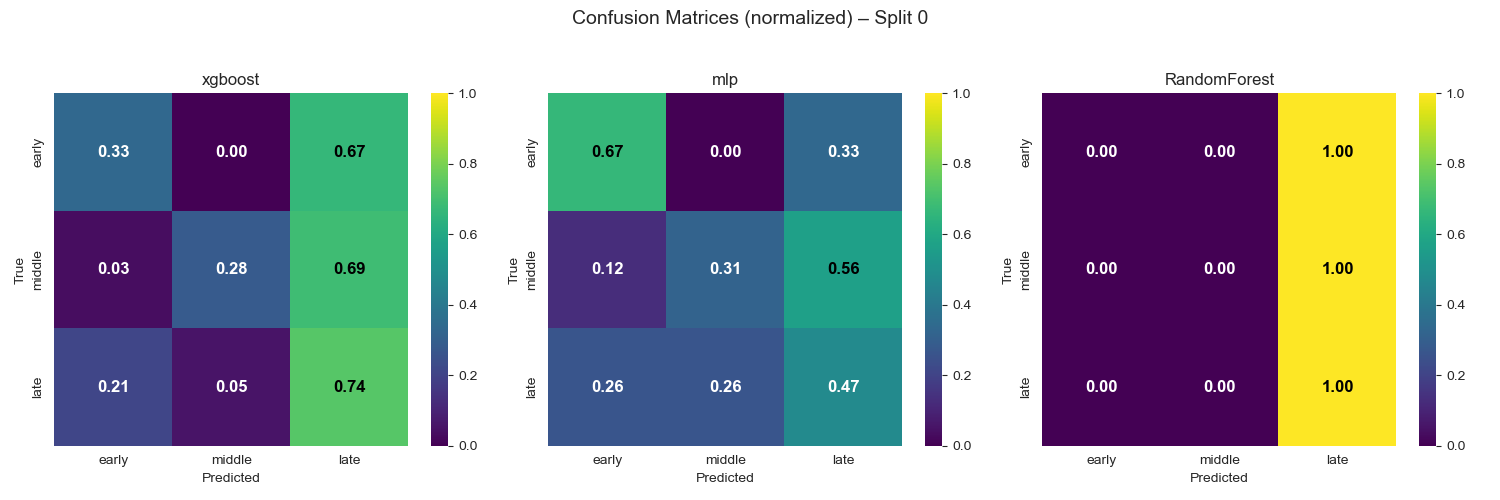 Confusion Matrices (normalized) – Split 0
xgboost
True
early
middle
late
0.33 0.00 0.67
0.03 0.28 0.69
0.21 0.05 0.74
early middle late
Predicted
1.0
0.8
0.6
0.4
0.2
0.0
mlp
True
early
middle
late
0.67 0.00 0.33
0.12 0.31 0.56
0.26 0.26 0.47
early middle late
Predicted
1.0
0.8
0.6
0.4
0.2
0.0
RandomForest
True
early
middle
late
0.00 0.00 1.00
0.00 0.00 1.00
0.00 0.00 1.00
early middle late
Predicted
1.0
0.8
0.6
0.4
0.2
0.0